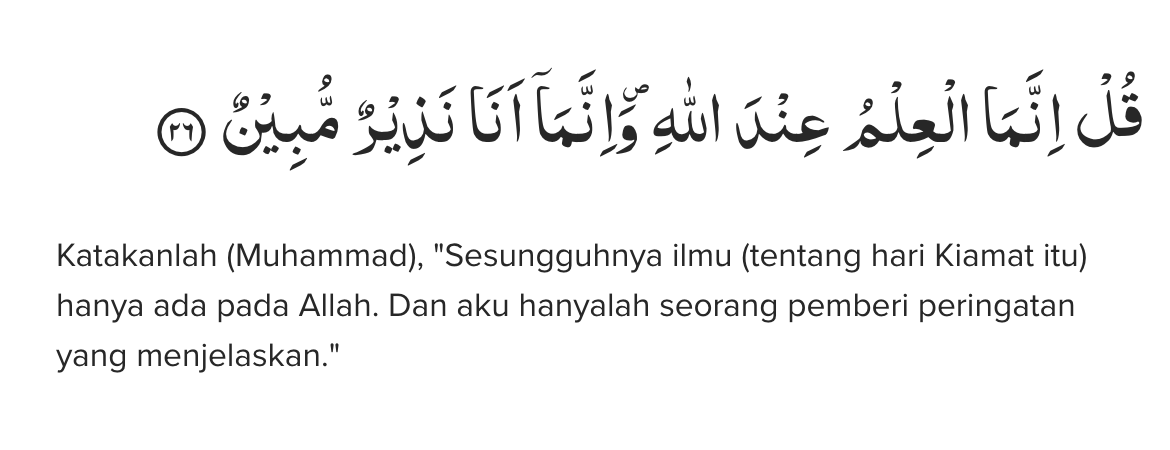 قُلْ اِنَّمَا الْعِلْمُ عِنْدَ اللّٰهِ ۖوَاِنَّمَآ اَنَا۠ نَذِيْرٌ مُّبِيْنٌ ٢٦
Katakanlah (Muhammad), "Sesungguhnya ilmu (tentang hari Kiamat itu)
hanya ada pada Allah. Dan aku hanyalah seorang pemberi peringatan
yang menjelaskan."